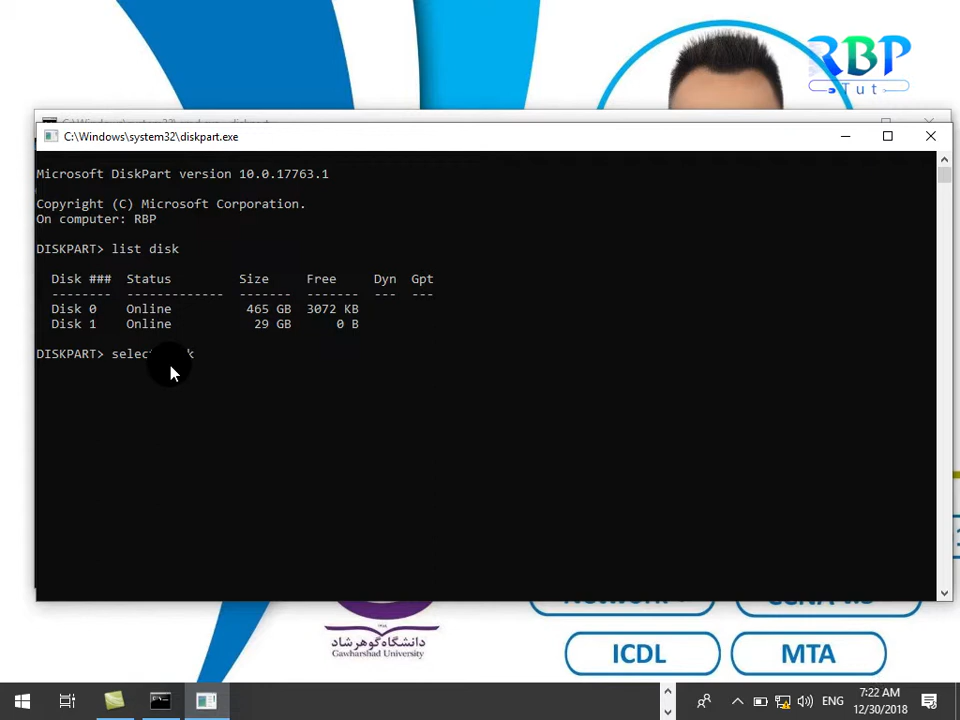 RBP
Tut
C:\Windows\system32\diskpart.exe
Microsoft DiskPart version 10.0.17763.1
Copyright (C) Microsoft Corporation.
On computer: RBP
DISKPART> list disk
Disk ### Status Size Free Dyn Gpt
-------- ------------- ------- ------- --- ---
Disk 0 Online 465 GB 3072 KB
Disk 1 Online 29 GB 0 B
DISKPART>
دانشگاه گوهرشاد
Gawharshad University
ICDL
MTA
ENG
7:22 AM
12/30/2018